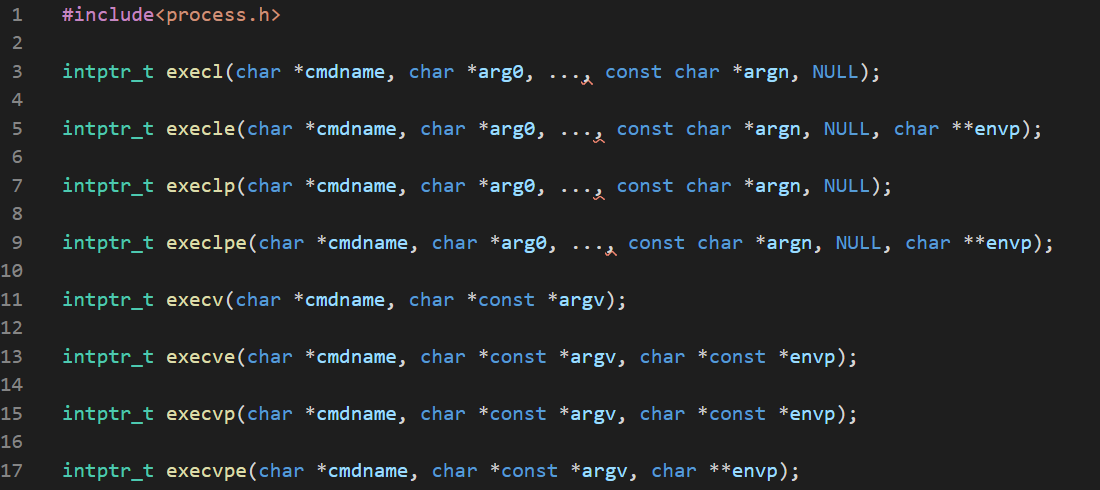 1 #include<process.h>
2
3 intptr_t execl(char *cmdname, char *arg0, ..., const char *argn, NULL);
4
5 intptr_t execle(char *cmdname, char *arg0, ..., const char *argn, NULL, char **envp);
6
7 intptr_t execlp(char *cmdname, char *arg0, ..., const char *argn, NULL);
8
9 intptr_t execlpe(char *cmdname, char *arg0, ..., const char *argn, NULL, char **envp);
10
11 intptr_t execv(char *cmdname, char *const *argv);
12
13 intptr_t execve(char *cmdname, char *const *argv, char *const *envp);
14
15 intptr_t execvp(char *cmdname, char *const *argv, char *const *envp);
16
17 intptr_t execvpe(char *cmdname, char *const *argv, char **envp);